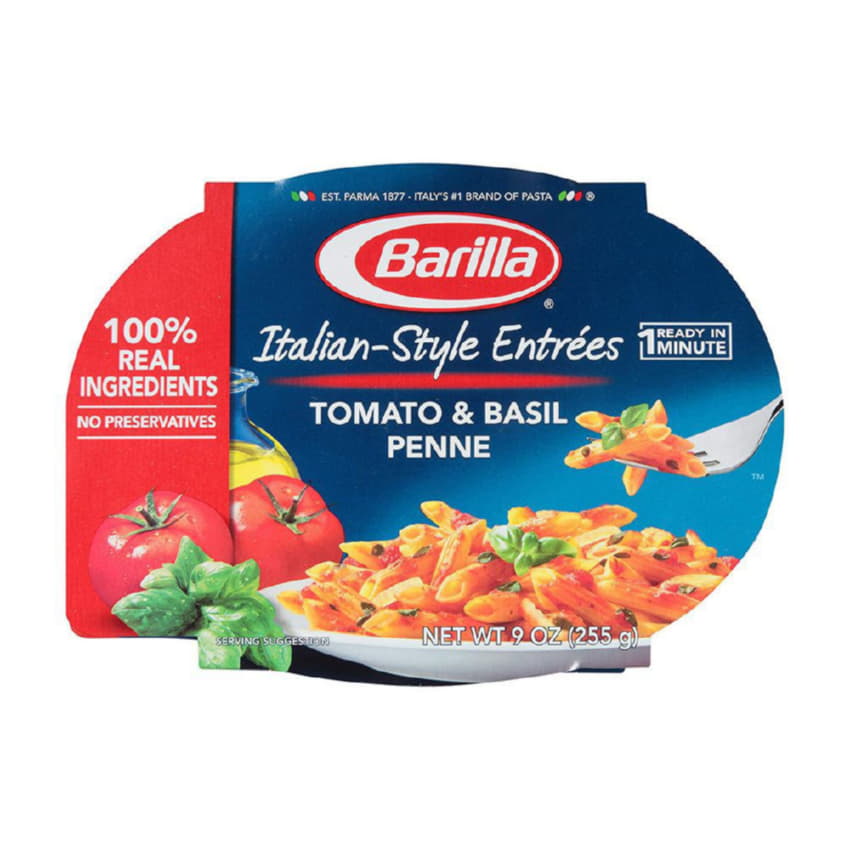 EST. PARMA 1877 - ITALY'S #1 BRAND OF PASTA ®
Barilla ®
Italian-Style Entrées
1 READY IN
MINUTE
TOMATO & BASIL
PENNE
100%
REAL
INGREDIENTS
NO PRESERVATIVES
TM
SERVING SUGGESTION
NET WT 9 OZ (255 g)